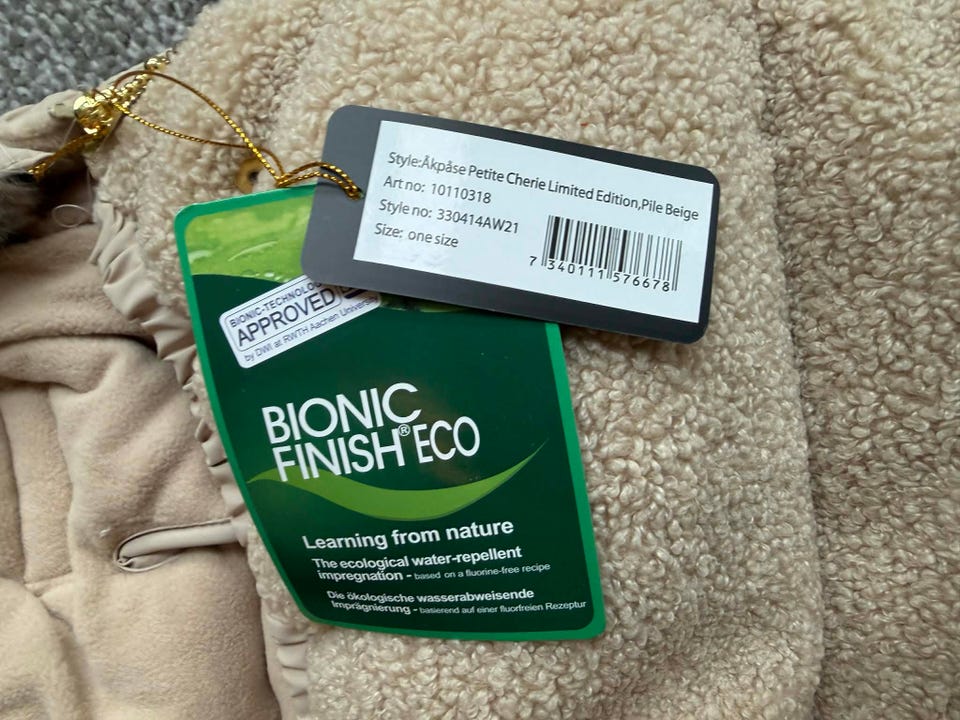 Style:Åkpåse Petite Cherie Limited Edition,Pile Beige
Art no: 10110318
Style no: 330414AW21
Size: one size
7 340111 576678
BIONIC-TECHNOLO
APPROVED
by DWI at RWTH Aachen University
BIONIC
FINISH® ECO
Learning from nature
The ecological water-repellent
impregnation - based on a fluorine-free recipe
Die ökologische wasserabweisende
Imprägnierung - basierend auf einer fluorfreien Rezeptur